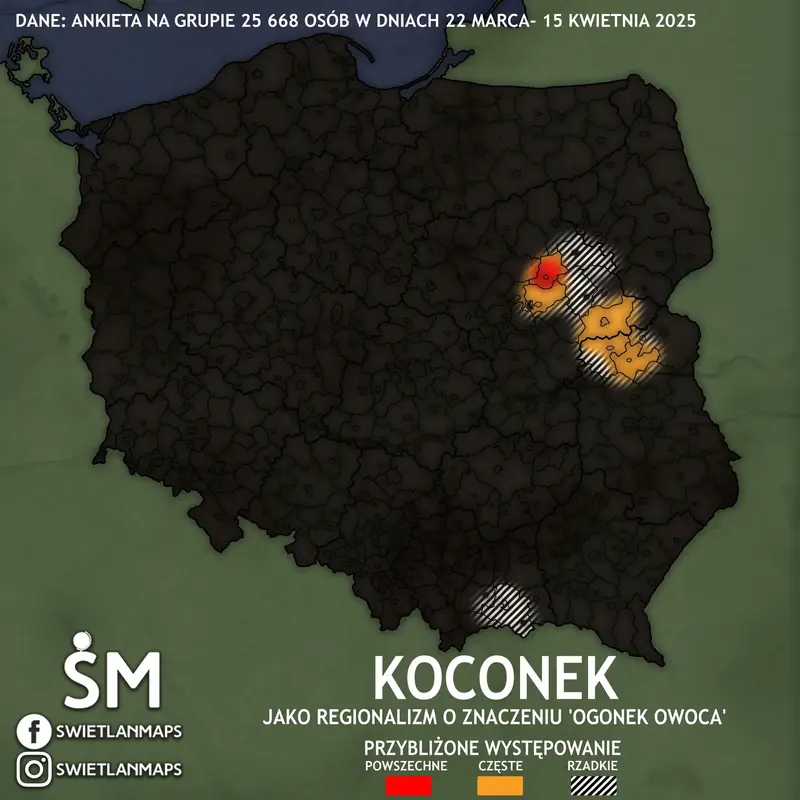 DANE: ANKIETA NA GRUPIE 25 668 OSÓB W DNIACH 22 MARCA- 15 KWIETNIA 2025
ŚM
SWIETLANMAPS
SWIETLANMAPS
KOCONEK
JAKO REGIONALIZM O ZNACZENIU 'OGONEK OWOCA'
PRZYBLIŻONE WYSTĘPOWANIE
POWSZECHNE CZĘSTE RZADKIE